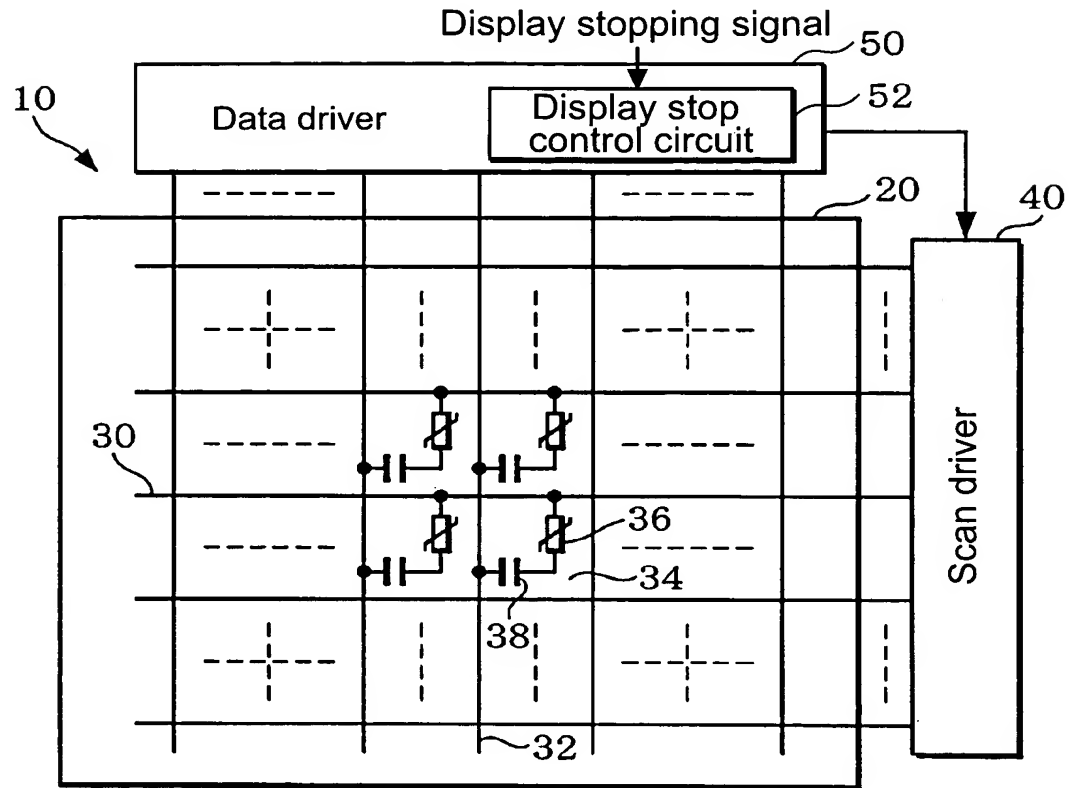 Display stopping signal
50
10
Data driver
Display stop
control circuit
52
20
40
30
36
34
38
32
Scan driver